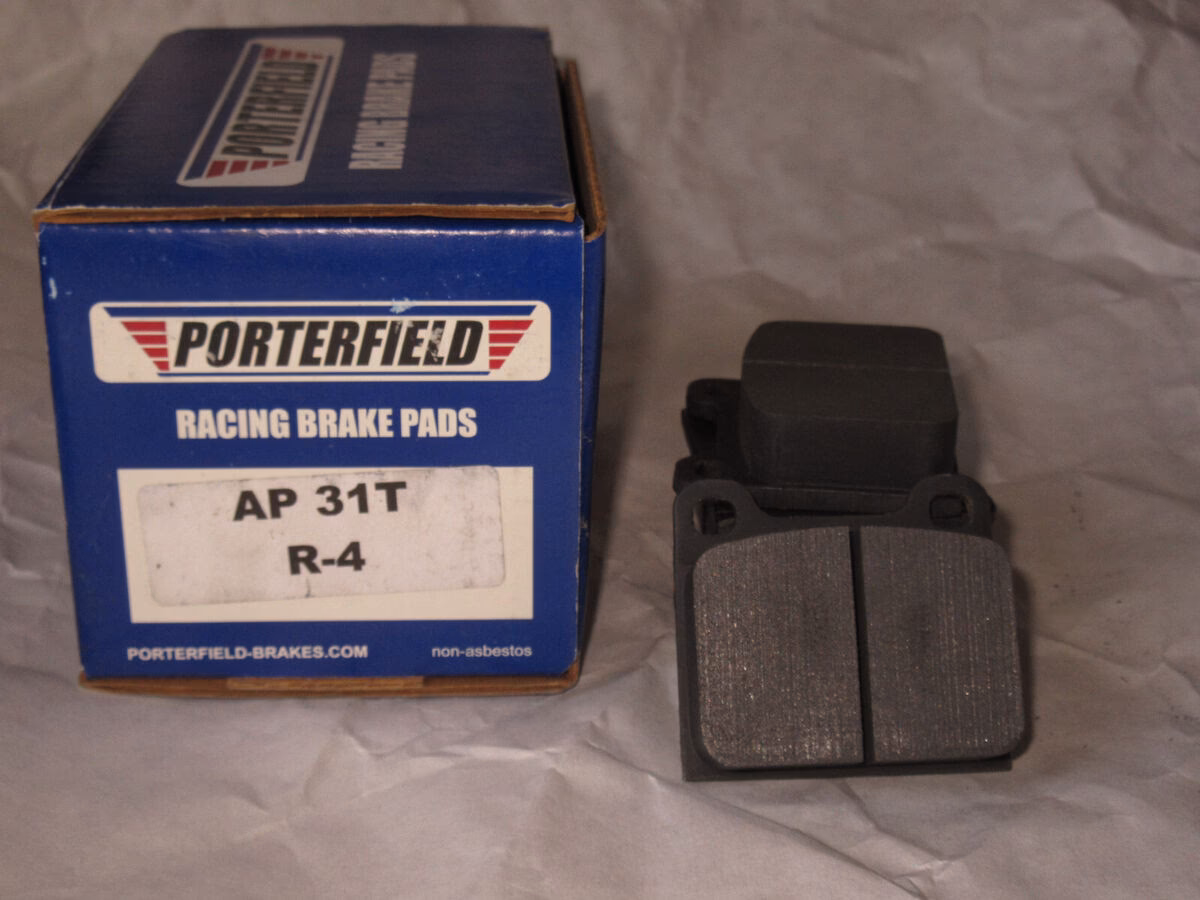 PORTERFIELD
RACING BRAKE PADS
PORTERFIELD
RACING BRAKE PADS
AP 31T
R-4
PORTERFIELD-BRAKES.COM
non-asbestos